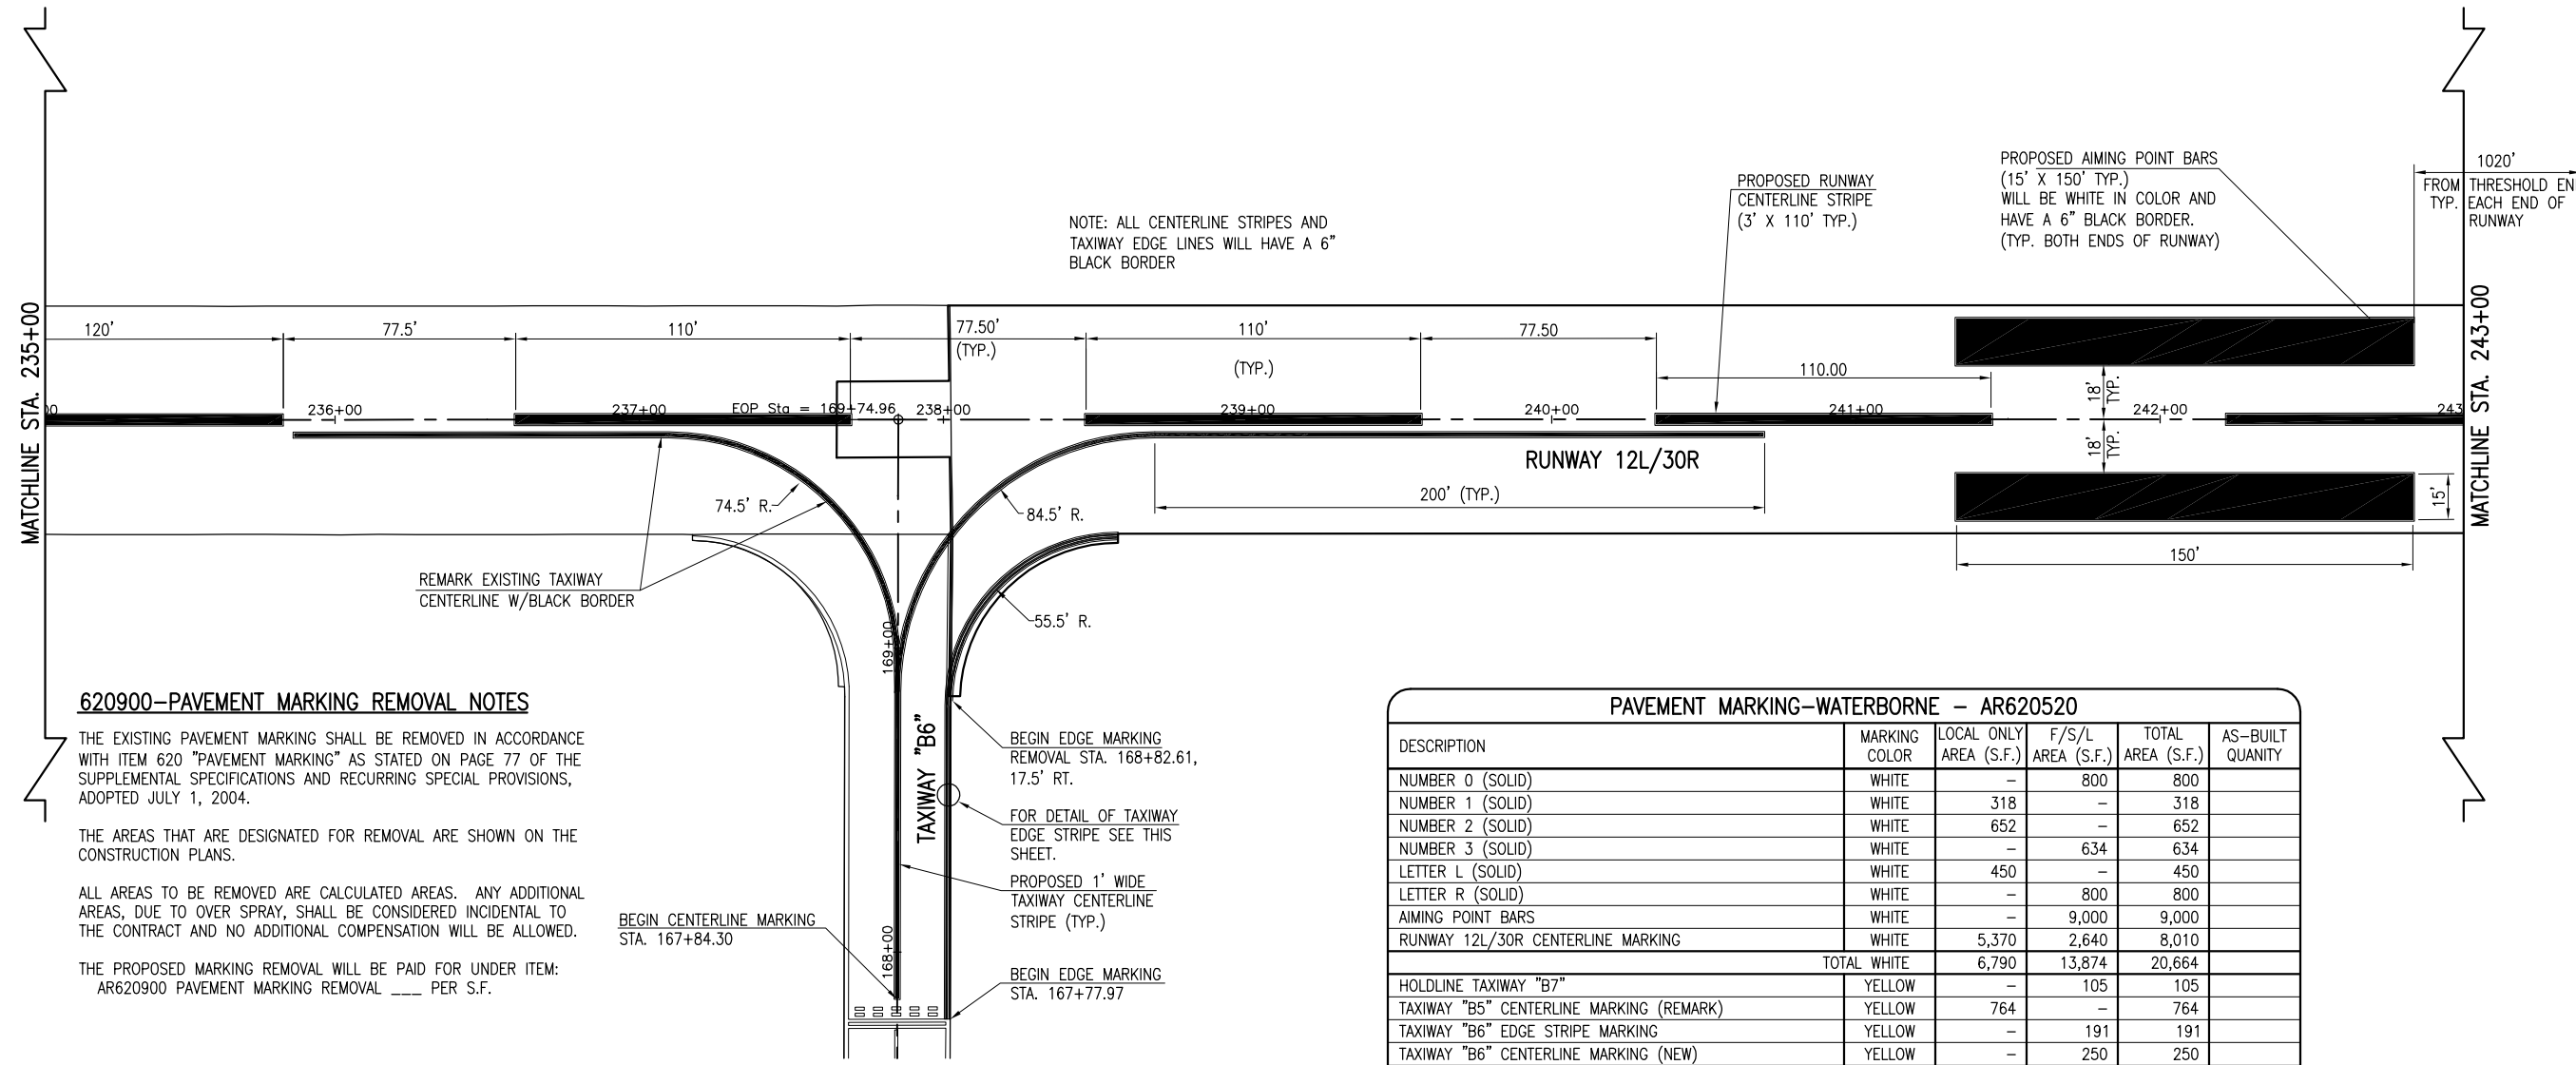 MATCHLINE STA. 235+00
MATCHLINE STA. 243+00
NOTE: ALL CENTERLINE STRIPES AND
TAXIWAY EDGE LINES WILL HAVE A 6"
BLACK BORDER
PROPOSED RUNWAY
CENTERLINE STRIPE
(3' X 110' TYP.)
PROPOSED AIMING POINT BARS
(15' X 150' TYP.)
WILL BE WHITE IN COLOR AND
HAVE A 6" BLACK BORDER.
(TYP. BOTH ENDS OF RUNWAY)
1020'
FROM THRESHOLD EN
TYP. EACH END OF
RUNWAY
120'
77.5'
110'
77.50'
(TYP.)
110'
(TYP.)
77.50
110.00
18'
TYP.
18'
TYP.
15'
150'
00
236+00
237+00
EOP Sta = 169+74.96
238+00
239+00
240+00
241+00
242+00
243
RUNWAY 12L/30R
200' (TYP.)
74.5' R.
84.5' R.
55.5' R.
REMARK EXISTING TAXIWAY
CENTERLINE W/BLACK BORDER
169+00
168+00
TAXIWAY "B6"
BEGIN EDGE MARKING
REMOVAL STA. 168+82.61,
17.5' RT.
FOR DETAIL OF TAXIWAY
EDGE STRIPE SEE THIS
SHEET.
PROPOSED 1' WIDE
TAXIWAY CENTERLINE
STRIPE (TYP.)
BEGIN EDGE MARKING
STA. 167+77.97
BEGIN CENTERLINE MARKING
STA. 167+84.30
620900-PAVEMENT MARKING REMOVAL NOTES
THE EXISTING PAVEMENT MARKING SHALL BE REMOVED IN ACCORDANCE
WITH ITEM 620 "PAVEMENT MARKING" AS STATED ON PAGE 77 OF THE
SUPPLEMENTAL SPECIFICATIONS AND RECURRING SPECIAL PROVISIONS,
ADOPTED JULY 1, 2004.
THE AREAS THAT ARE DESIGNATED FOR REMOVAL ARE SHOWN ON THE
CONSTRUCTION PLANS.
ALL AREAS TO BE REMOVED ARE CALCULATED AREAS. ANY ADDITIONAL
AREAS, DUE TO OVER SPRAY, SHALL BE CONSIDERED INCIDENTAL TO
THE CONTRACT AND NO ADDITIONAL COMPENSATION WILL BE ALLOWED.
THE PROPOSED MARKING REMOVAL WILL BE PAID FOR UNDER ITEM:
AR620900 PAVEMENT MARKING REMOVAL ___ PER S.F.
PAVEMENT MARKING-WATERBORNE - AR620520
DESCRIPTION MARKING COLOR LOCAL ONLY AREA (S.F.) F/S/L AREA (S.F.) TOTAL AREA (S.F.) AS-BUILT QUANITY
NUMBER 0 (SOLID) WHITE - 800 800
NUMBER 1 (SOLID) WHITE 318 - 318
NUMBER 2 (SOLID) WHITE 652 - 652
NUMBER 3 (SOLID) WHITE - 634 634
LETTER L (SOLID) WHITE 450 - 450
LETTER R (SOLID) WHITE - 800 800
AIMING POINT BARS WHITE - 9,000 9,000
RUNWAY 12L/30R CENTERLINE MARKING WHITE 5,370 2,640 8,010
TOTAL WHITE 6,790 13,874 20,664
HOLDLINE TAXIWAY "B7" YELLOW - 105 105
TAXIWAY "B5" CENTERLINE MARKING (REMARK) YELLOW 764 - 764
TAXIWAY "B6" EDGE STRIPE MARKING YELLOW - 191 191
TAXIWAY "B6" CENTERLINE MARKING (NEW) YELLOW - 250 250